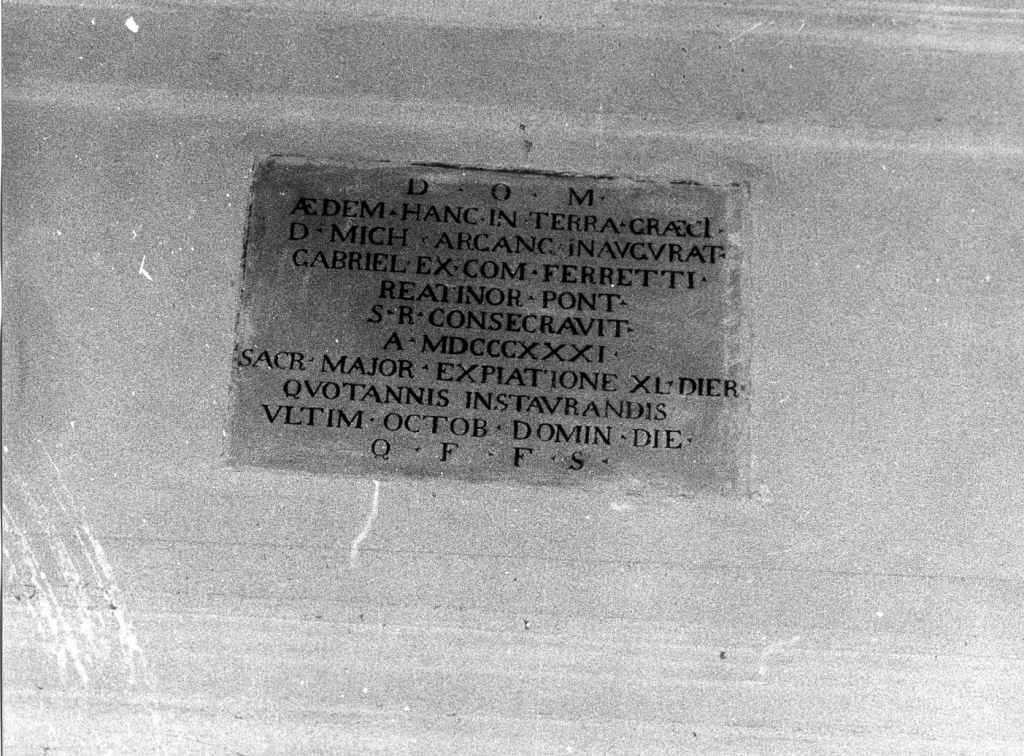 D · O · M ·
ÆDEM · HANC · IN TERRA · GRÆCI ·
D · MICH · ARCANG · INAVGVRAT ·
GABRIEL · EX · COM · FERRETTI ·
REATINOR · PONT ·
S · R · CONSECRAVIT ·
A · MDCCCXXXI ·
SACR · MAJOR · EXPIATIONE XL · DIER ·
QVOTANNIS INSTAVRANDIS
VLTIM · OCTOB · DOMIN · DIE ·
Q · F · F · S ·